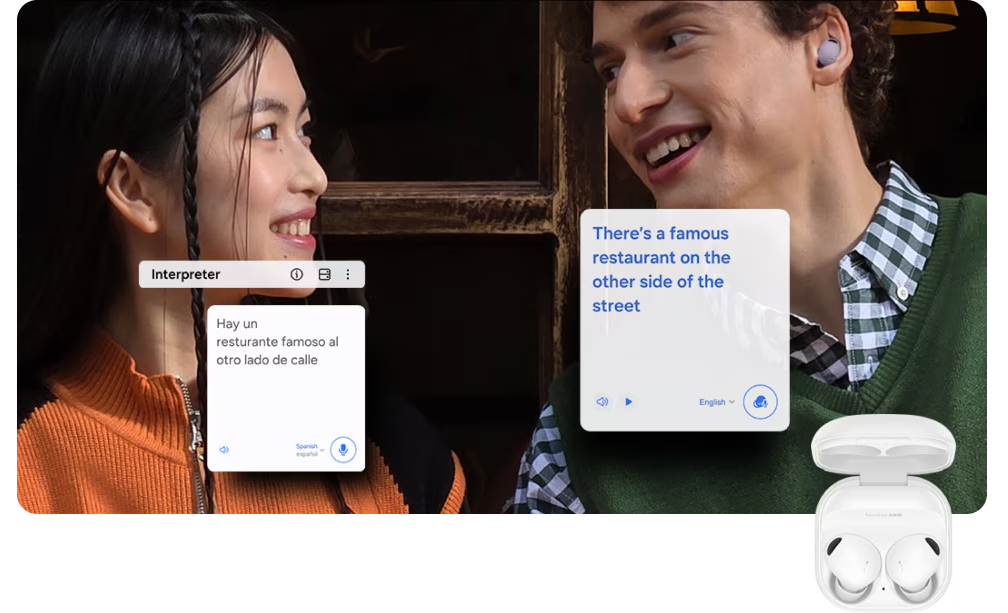 Interpreter
Hay un
resturante famoso al
otro lado de calle
Spanish
español
There's a famous
restaurant on the
other side of the
street
English